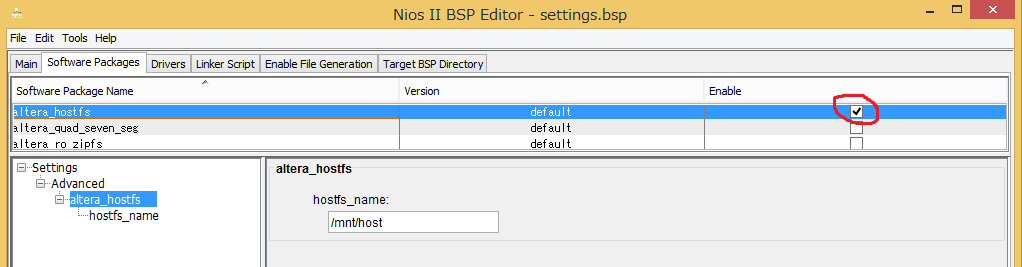 Nios II BSP Editor - settings.bsp
File Edit Tools Help
Main Software Packages Drivers Linker Script Enable File Generation Target BSP Directory
Software Package Name Version Enable
altera_hostfs default
altera_quad_seven_seg default
altera_ro_zipfs default
Settings
Advanced
altera_hostfs
hostfs_name
altera_hostfs
hostfs_name:
/mnt/host